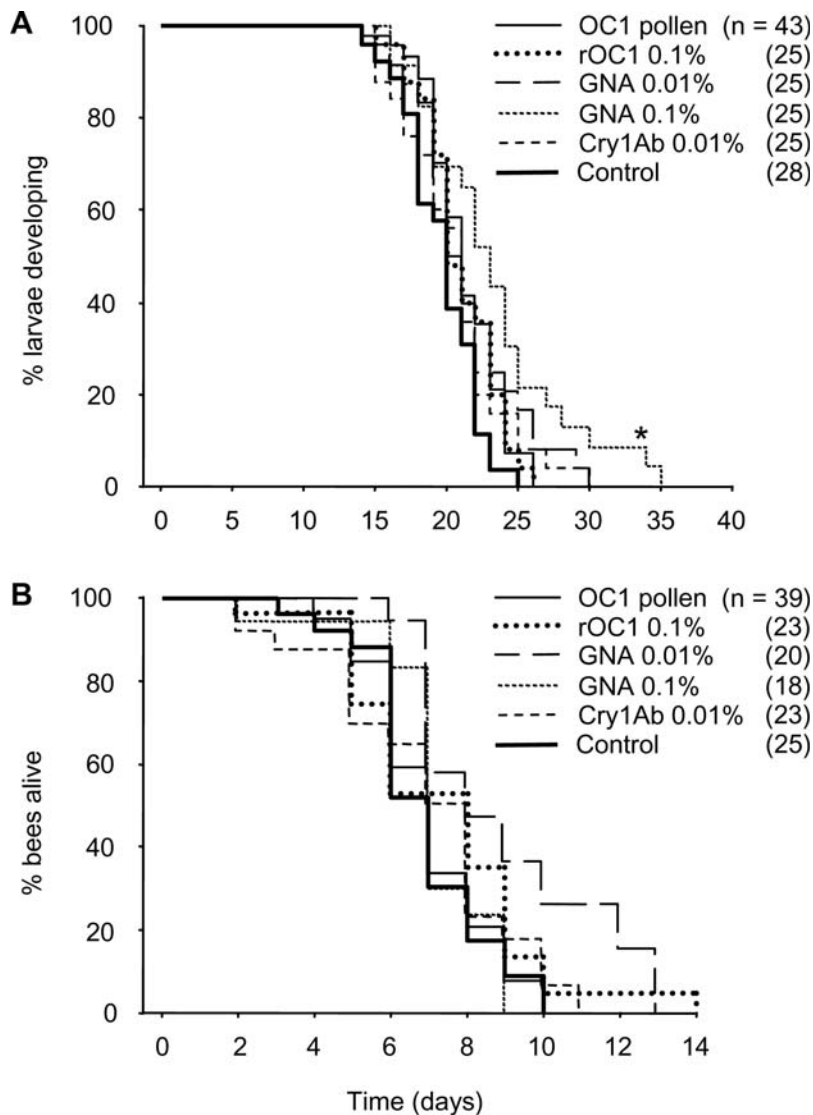 A
OC1 pollen (n = 43)
rOC1 0.1% (25)
GNA 0.01% (25)
GNA 0.1% (25)
Cry1Ab 0.01% (25)
Control (28)
% larvae developing
100
80
60
40
20
0
*
0 5 10 15 20 25 30 35 40
B
OC1 pollen (n = 39)
rOC1 0.1% (23)
GNA 0.01% (20)
GNA 0.1% (18)
Cry1Ab 0.01% (23)
Control (25)
% bees alive
100
80
60
40
20
0
0 2 4 6 8 10 12 14
Time (days)